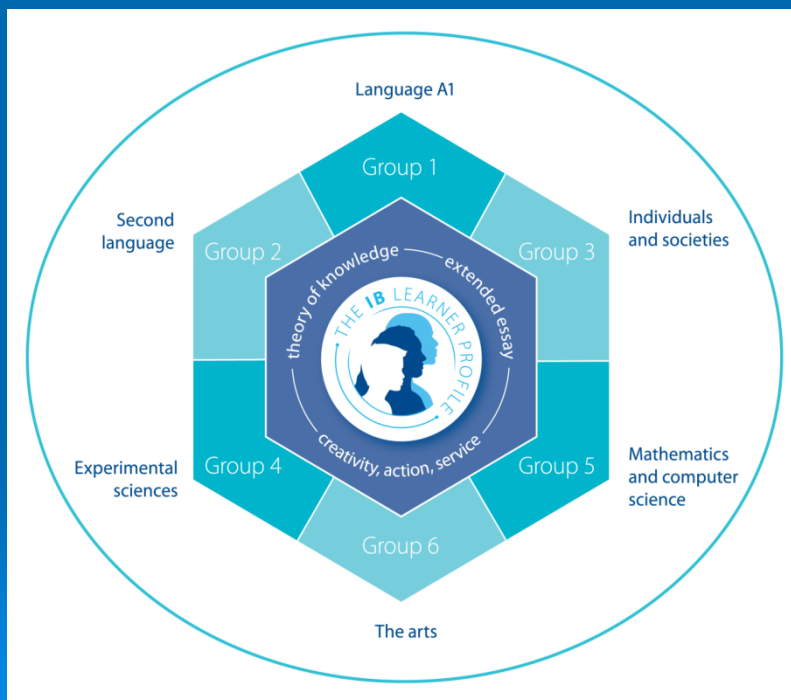 Language A1
Group 1
Second
language
Group 2
Individuals
and societies
Group 3
theory of knowledge
extended essay
THE IB LEARNER PROFILE
creativity, action, service
Experimental
sciences
Group 4
Mathematics
and computer
science
Group 5
Group 6
The arts